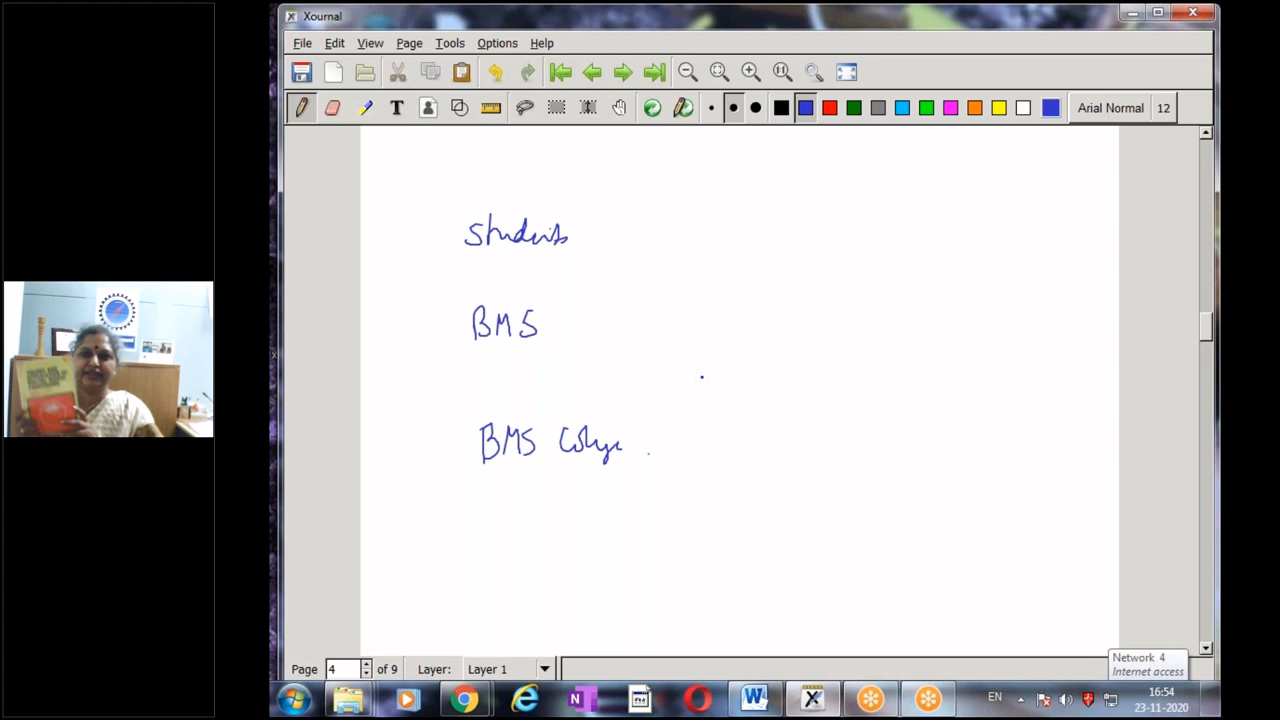 Xournal
File Edit View Page Tools Options Help
Arial Normal 12
Students
BMS
BMS College
Page 4 of 9 Layer: Layer 1
Network 4
Internet access
EN 16:54
23-11-2020